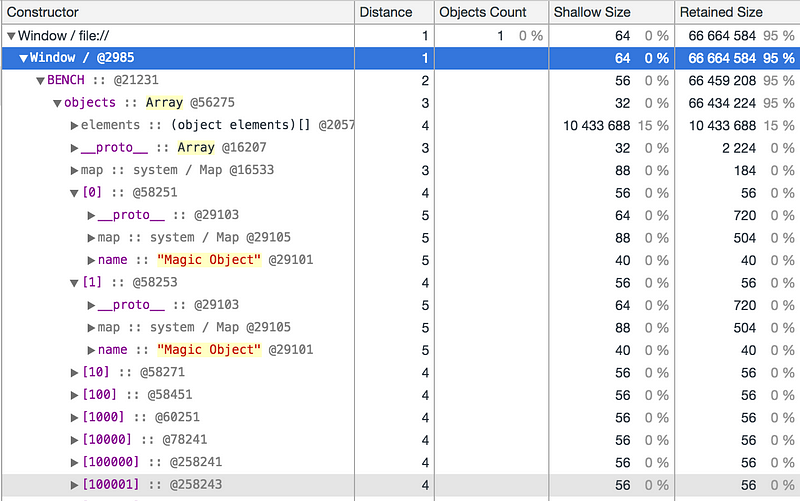 Constructor Distance Objects Count Shallow Size Retained Size
▼Window / file:// 1 1 0 % 64 0 % 66 664 584 95 %
▼Window / @2985 1 64 0 % 66 664 584 95 %
▼BENCH :: @21231 2 56 0 % 66 459 208 95 %
▼objects :: Array @56275 3 32 0 % 66 434 224 95 %
▶elements :: (object elements)[] @2057 4 10 433 688 15 % 10 433 688 15 %
▶__proto__ :: Array @16207 3 32 0 % 2 224 0 %
▶map :: system / Map @16533 3 88 0 % 184 0 %
▼[0] :: @58251 4 56 0 % 56 0 %
▶__proto__ :: @29103 5 64 0 % 720 0 %
▶map :: system / Map @29105 5 88 0 % 504 0 %
▶name :: "Magic Object" @29101 5 40 0 % 40 0 %
▼[1] :: @58253 4 56 0 % 56 0 %
▶__proto__ :: @29103 5 64 0 % 720 0 %
▶map :: system / Map @29105 5 88 0 % 504 0 %
▶name :: "Magic Object" @29101 5 40 0 % 40 0 %
▶[10] :: @58271 4 56 0 % 56 0 %
▶[100] :: @58451 4 56 0 % 56 0 %
▶[1000] :: @60251 4 56 0 % 56 0 %
▶[10000] :: @78241 4 56 0 % 56 0 %
▶[100000] :: @258241 4 56 0 % 56 0 %
▶[100001] :: @258243 4 56 0 % 56 0 %